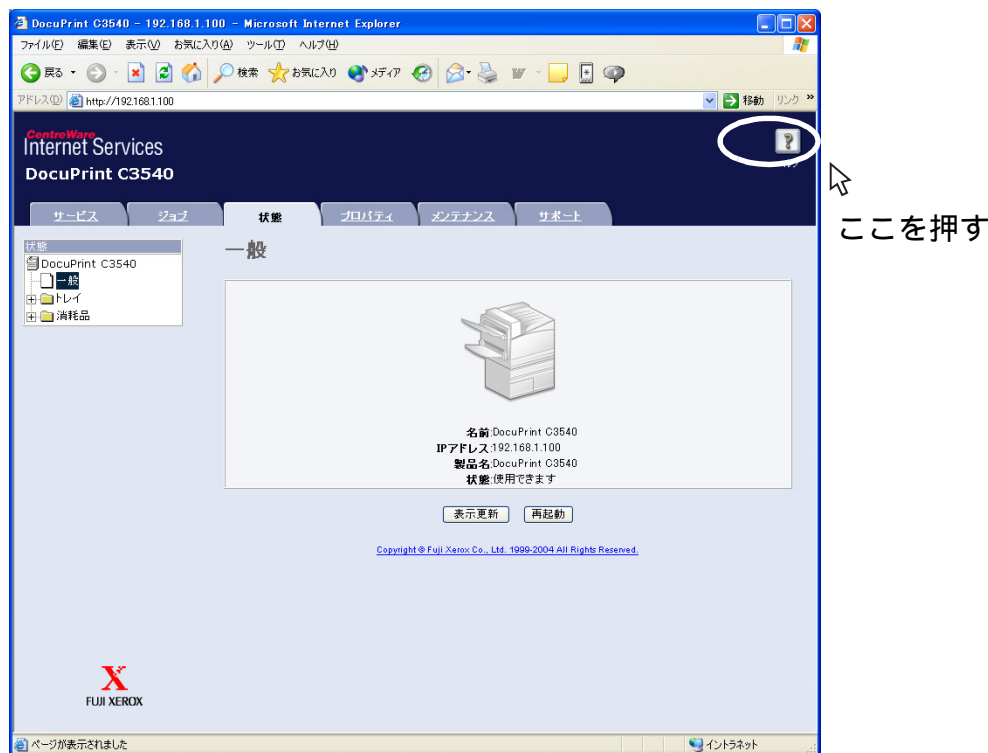 DocuPrint C3540 - 192.168.1.100 - Microsoft Internet Explorer
ファイル(F) 編集(E) 表示(V) お気に入り(A) ツール(T) ヘルプ(H)
戻る 検索 お気に入り メディア
アドレス(D) http://192.168.1.100 移動 リンク »
CentreWare
Internet Services
DocuPrint C3540
?
サービス ジョブ 状態 プロパティ メンテナンス サポート
ここを押す
状態
DocuPrint C3540
一般
トレイ
消耗品
一般
名前:DocuPrint C3540
IPアドレス:192.168.1.100
製品名:DocuPrint C3540
状態:使用できます
表示更新 再起動
Copyright © Fuji Xerox Co., Ltd. 1999-2004 All Rights Reserved.
X
FUJI XEROX
ページが表示されました イントラネット